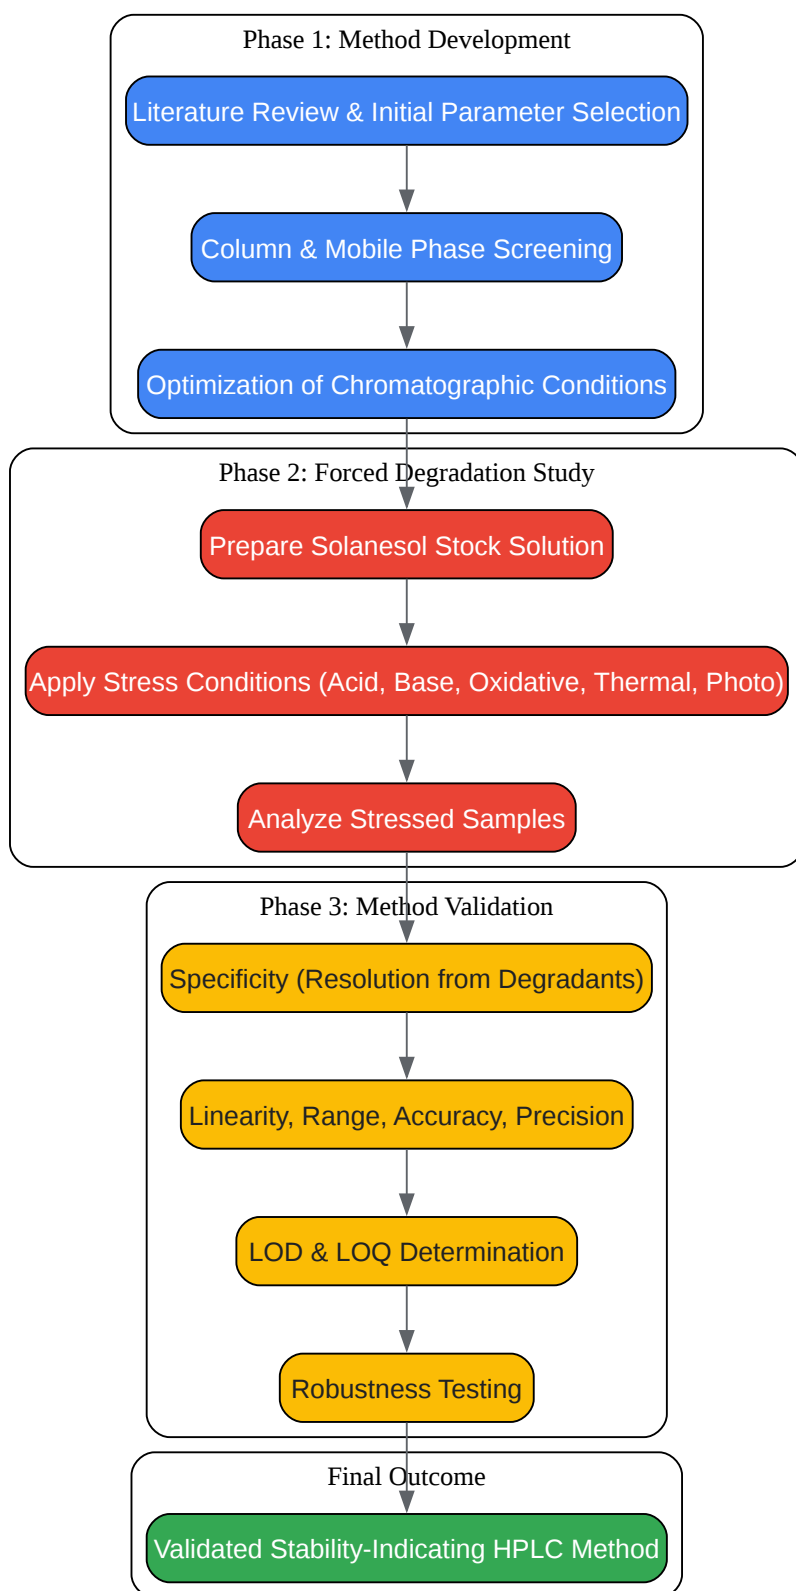 Phase 1: Method Development
Literature Review & Initial Parameter Selection
Column & Mobile Phase Screening
Optimization of Chromatographic Conditions
Phase 2: Forced Degradation Study
Prepare Solanesol Stock Solution
Apply Stress Conditions (Acid, Base, Oxidative, Thermal, Photo)
Analyze Stressed Samples
Phase 3: Method Validation
Specificity (Resolution from Degradants)
Linearity, Range, Accuracy, Precision
LOD & LOQ Determination
Robustness Testing
Final Outcome
Validated Stability-Indicating HPLC Method